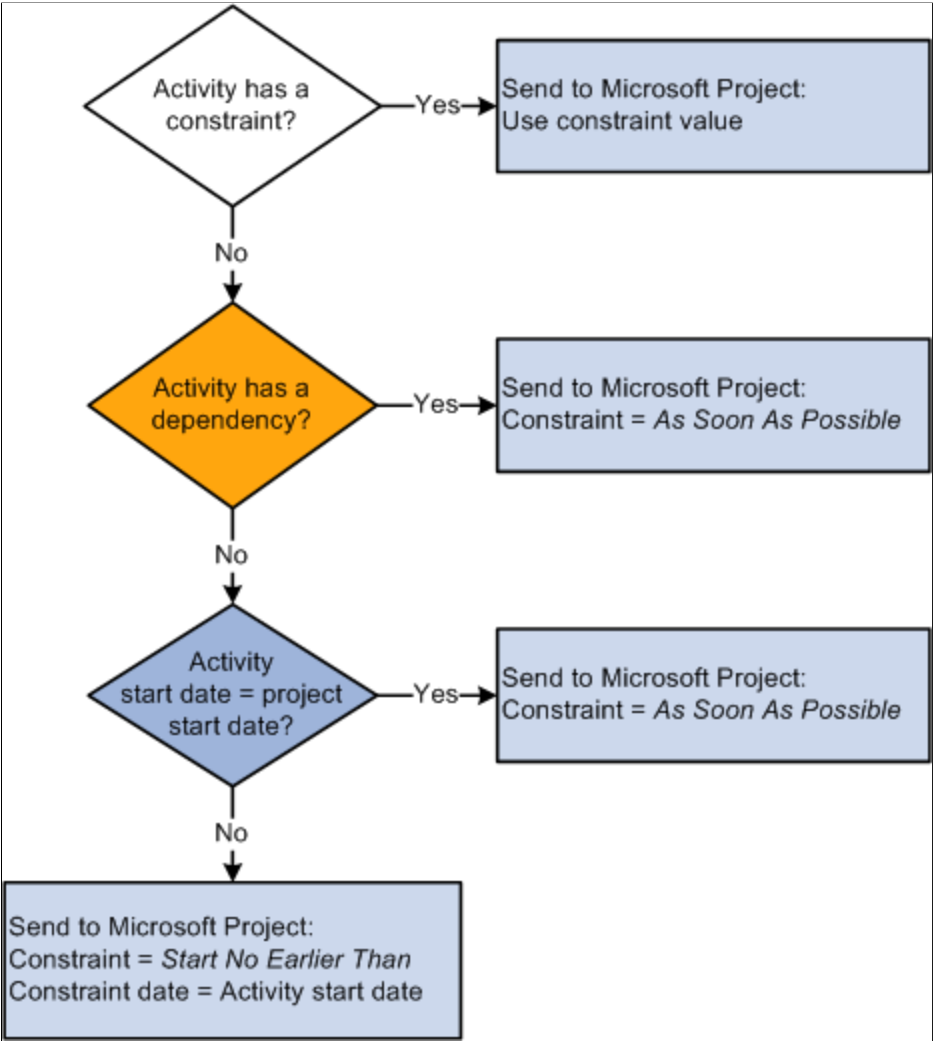 Activity has a
constraint?
Yes
Send to Microsoft Project:
Use constraint value
No
Activity has a
dependency?
Yes
Send to Microsoft Project:
Constraint = As Soon As Possible
No
Activity
start date = project
start date?
Yes
Send to Microsoft Project:
Constraint = As Soon As Possible
No
Send to Microsoft Project:
Constraint = Start No Earlier Than
Constraint date = Activity start date